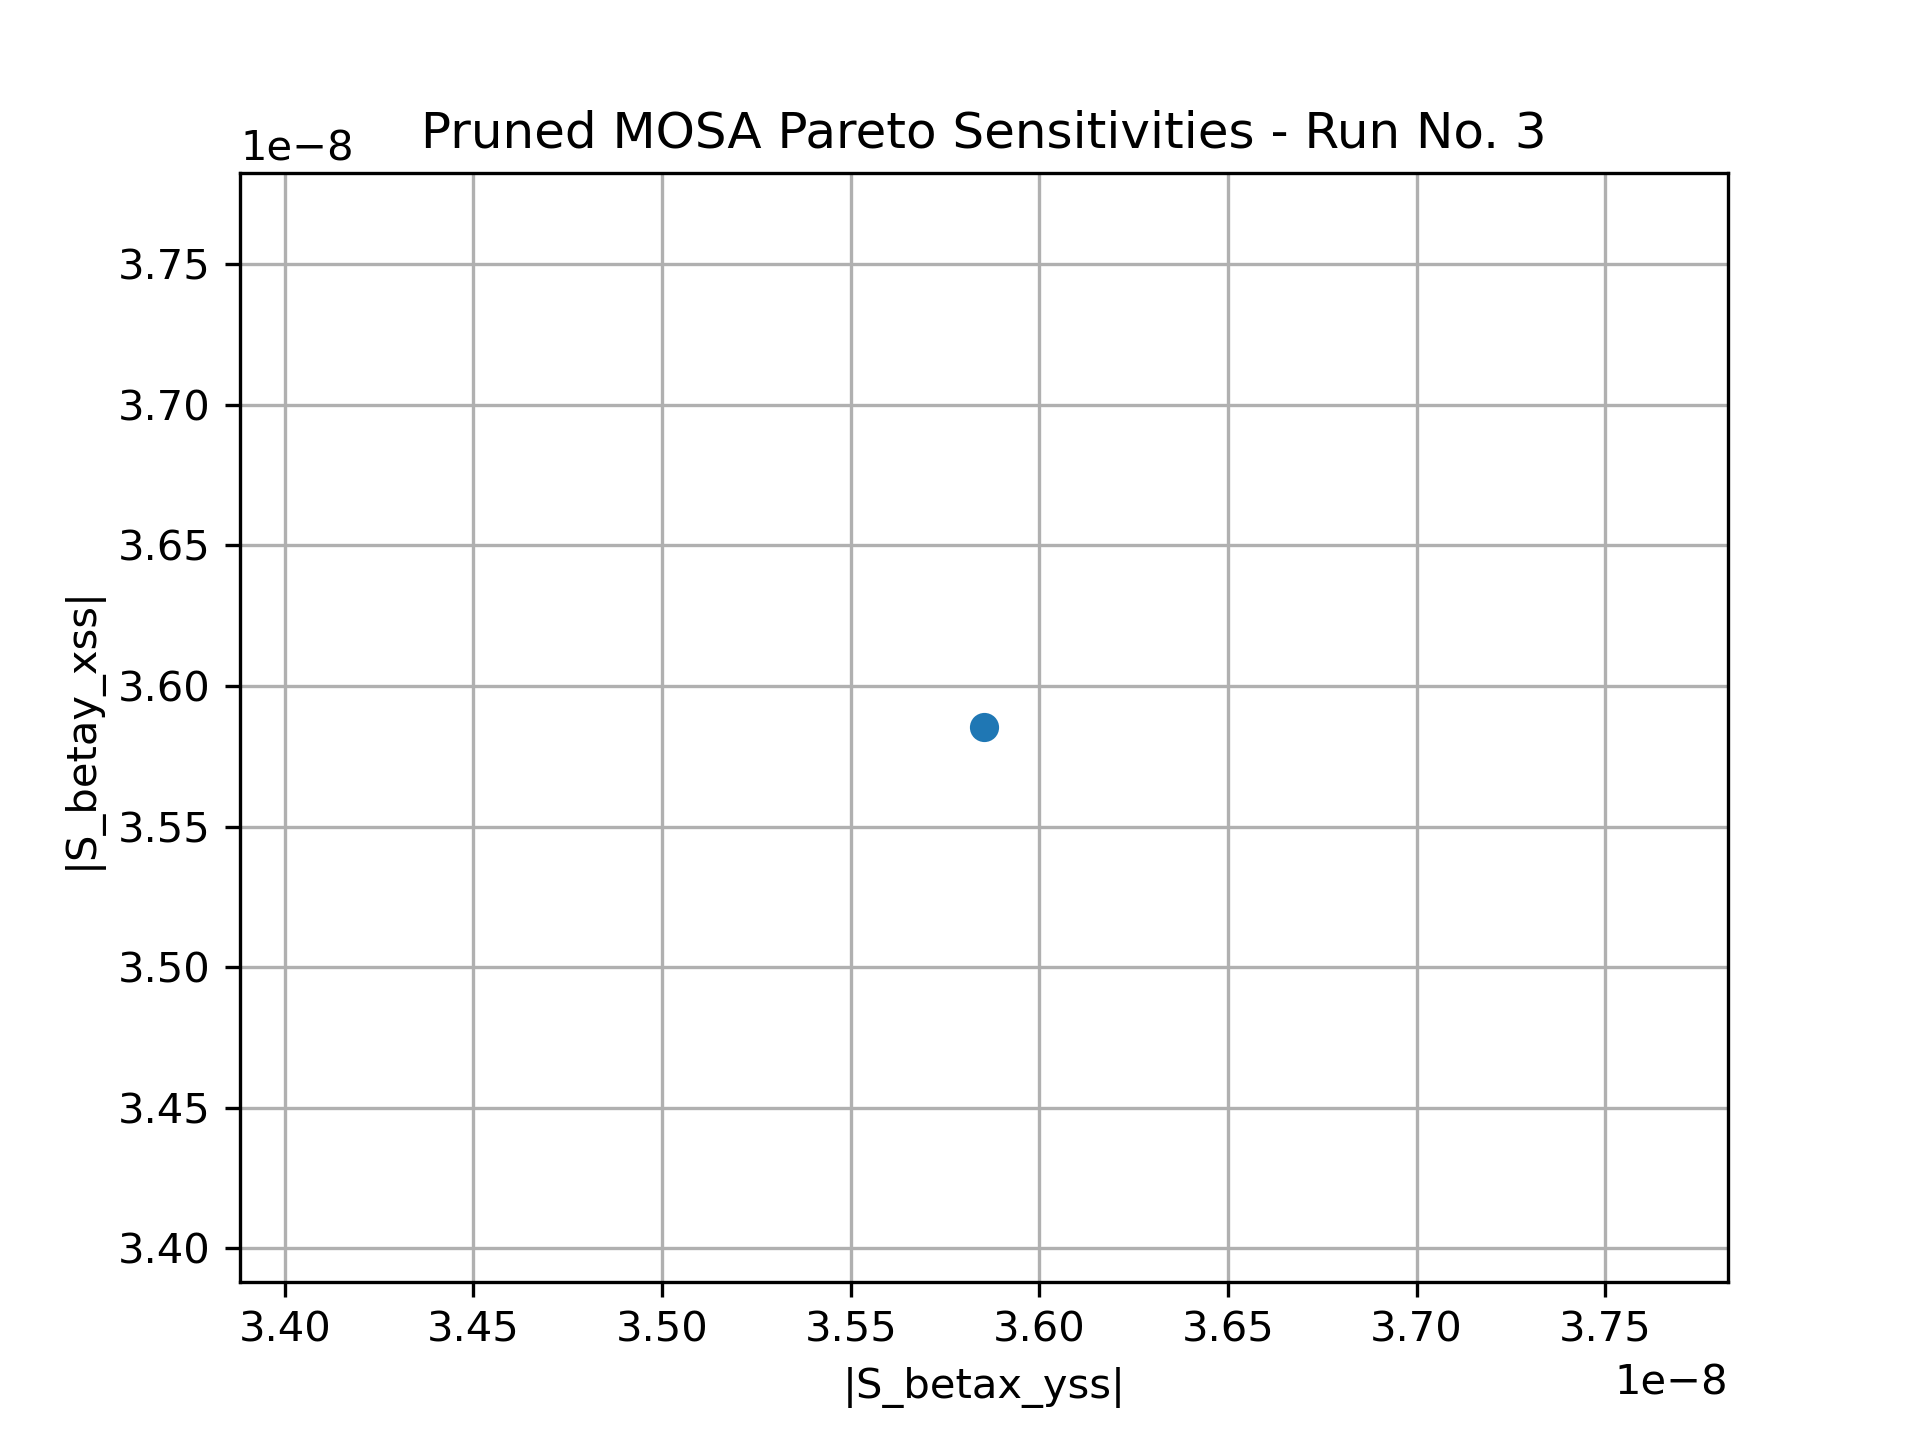 Pruned MOSA Pareto Sensitivities - Run No. 3
1e−8
3.75
3.70
3.65
3.60
3.55
3.50
3.45
3.40
|S_betay_xss|
3.40 3.45 3.50 3.55 3.60 3.65 3.70 3.75
1e−8
|S_betax_yss|